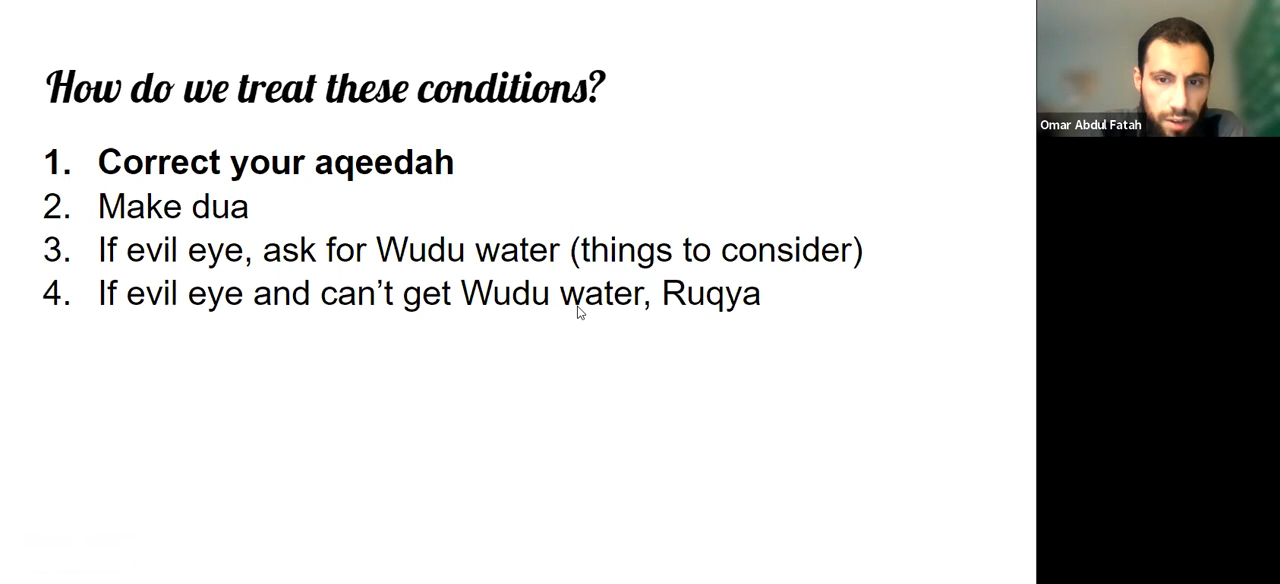 How do we treat these conditions?
1. Correct your aqeedah
2. Make dua
3. If evil eye, ask for Wudu water (things to consider)
4. If evil eye and can’t get Wudu water, Ruqya
Omar Abdul Fatah